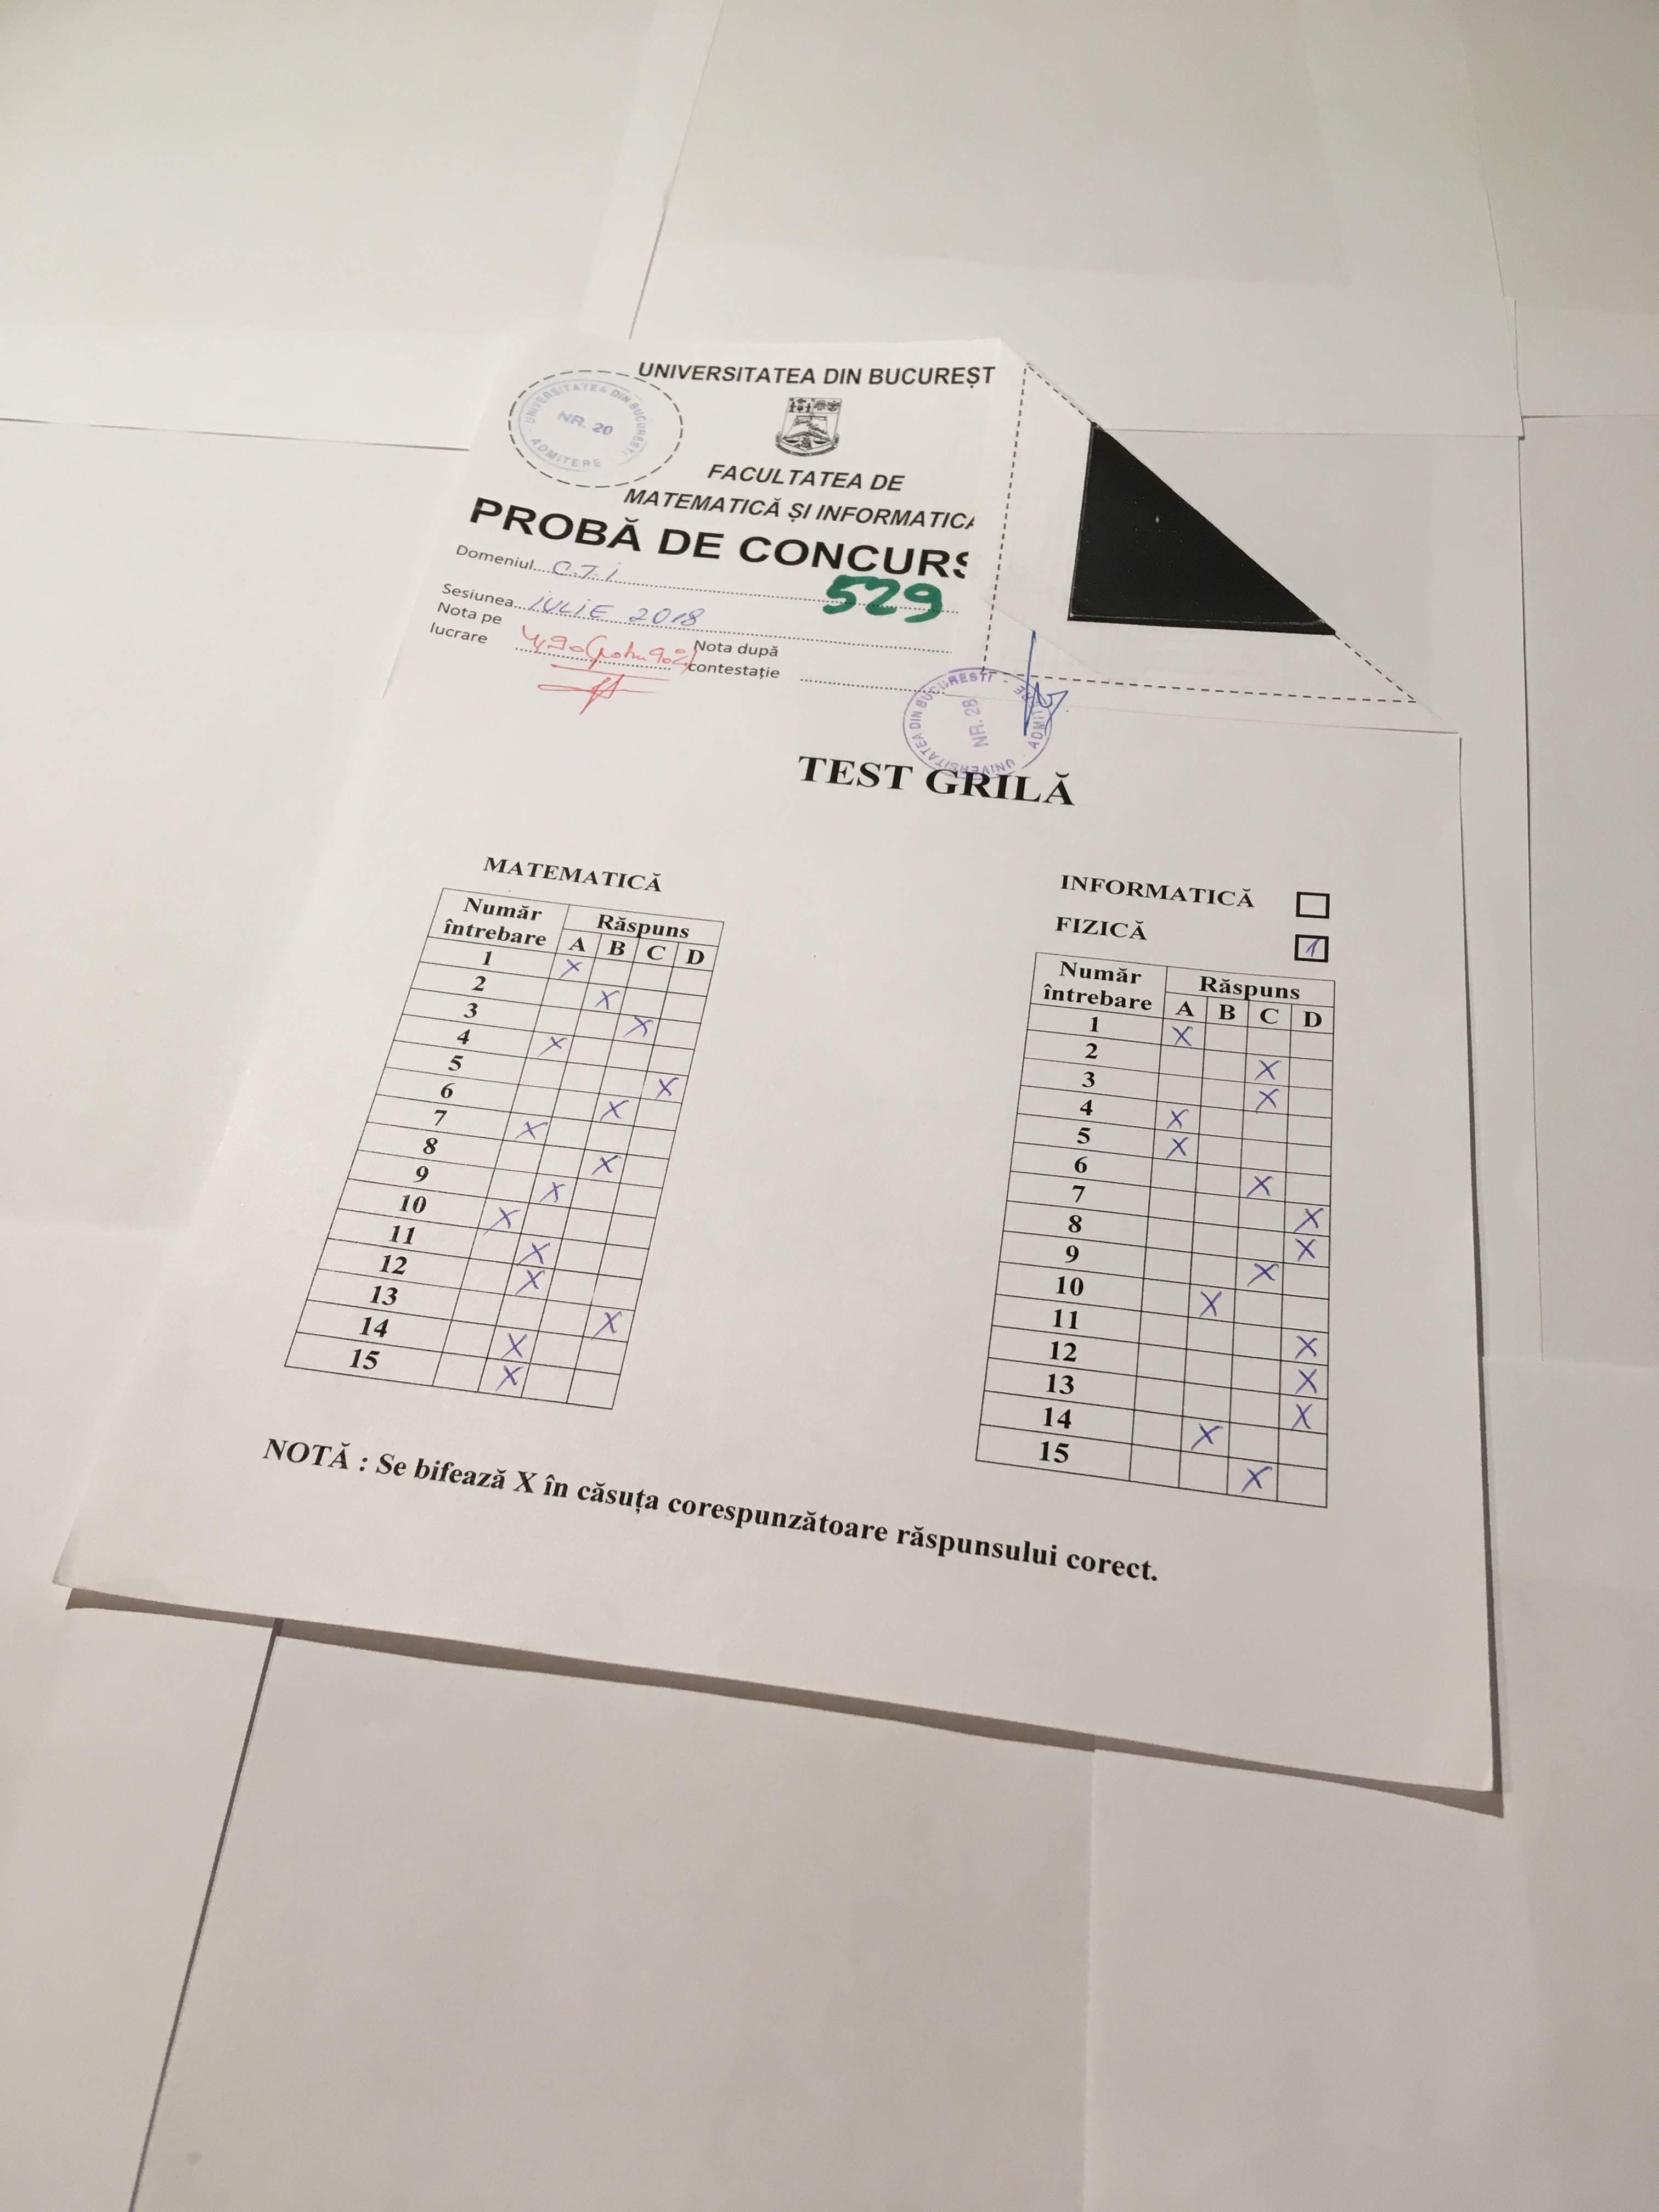 UNIVERSITATEA DIN BUCUREȘT
UNIVERSITATEA DIN BUCUREȘTI
NR. 20
ADMITERE
FACULTATEA DE
MATEMATICĂ ȘI INFORMATICA
PROBĂ DE CONCURS
Domeniul C.T.I
529
Sesiunea IULIE 2018
Nota pe
lucrare 4,90
Nota după
contestație
UNIVERSITATEA DIN BUCUREȘTI - ADMITERE
NR. 28
TEST GRILĂ
MATEMATICĂ
Număr
întrebare
Răspuns
A B C D
1 X
2 X
3 X
4 X
5 X
6 X
7 X
8 X
9 X
10 X
11 X
12 X
13 X
14 X
15 X
INFORMATICĂ
FIZICĂ 1
Număr
întrebare
Răspuns
A B C D
1 X
2 X
3 X
4 X
5 X
6 X
7 X
8 X
9 X
10 X
11 X
12 X
13 X
14 X
15 X
NOTĂ : Se bifează X în căsuța corespunzătoare răspunsului corect.